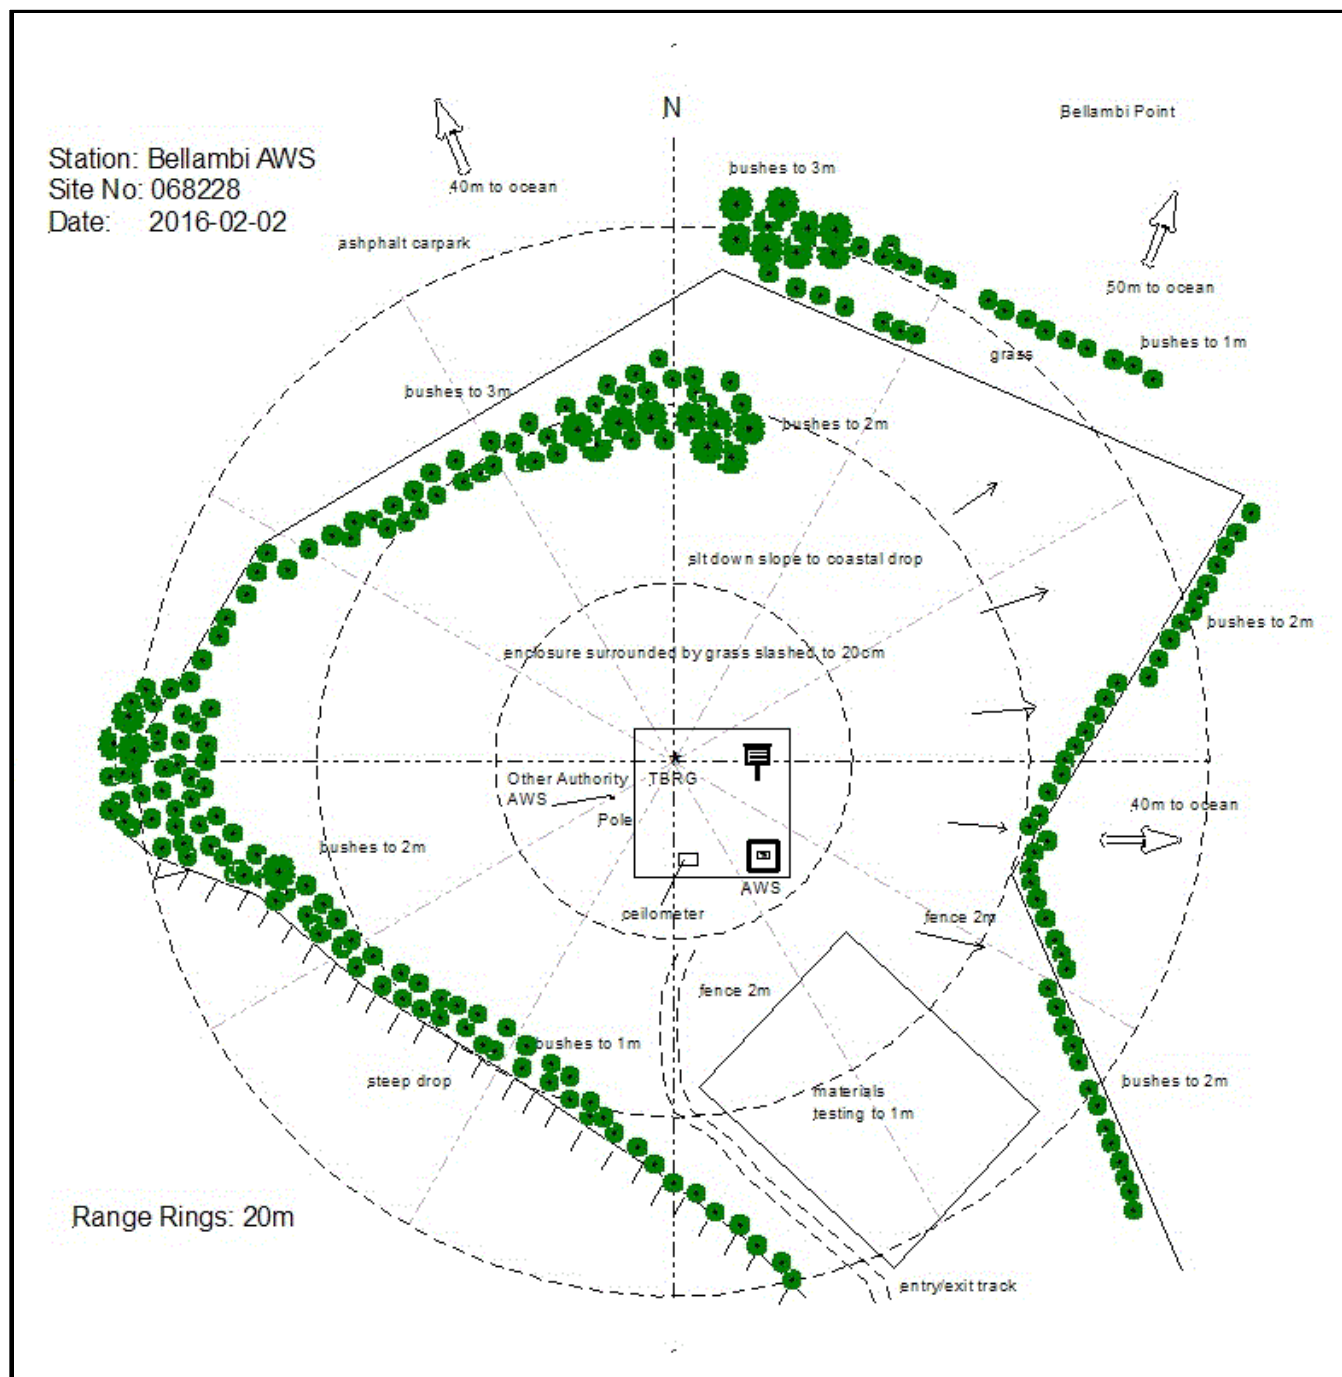 N
Bellambi Point
Station: Bellambi AWS
Site No: 068228
Date: 2016-02-02
bushes to 3m
40m to ocean
ashphalt carpark
50m to ocean
bushes to 1m
grass
bushes to 3m
bushes to 2m
slt down slope to coastal drop
bushes to 2m
enclosure surrounded by grass slashed to 20cm
Other Authority
AWS
TBRG
Pole
40m to ocean
bushes to 2m
AWS
ceilometer
fence 2m
fence 2m
bushes to 1m
steep drop
materials
testing to 1m
bushes to 2m
Range Rings: 20m
entry/exit track